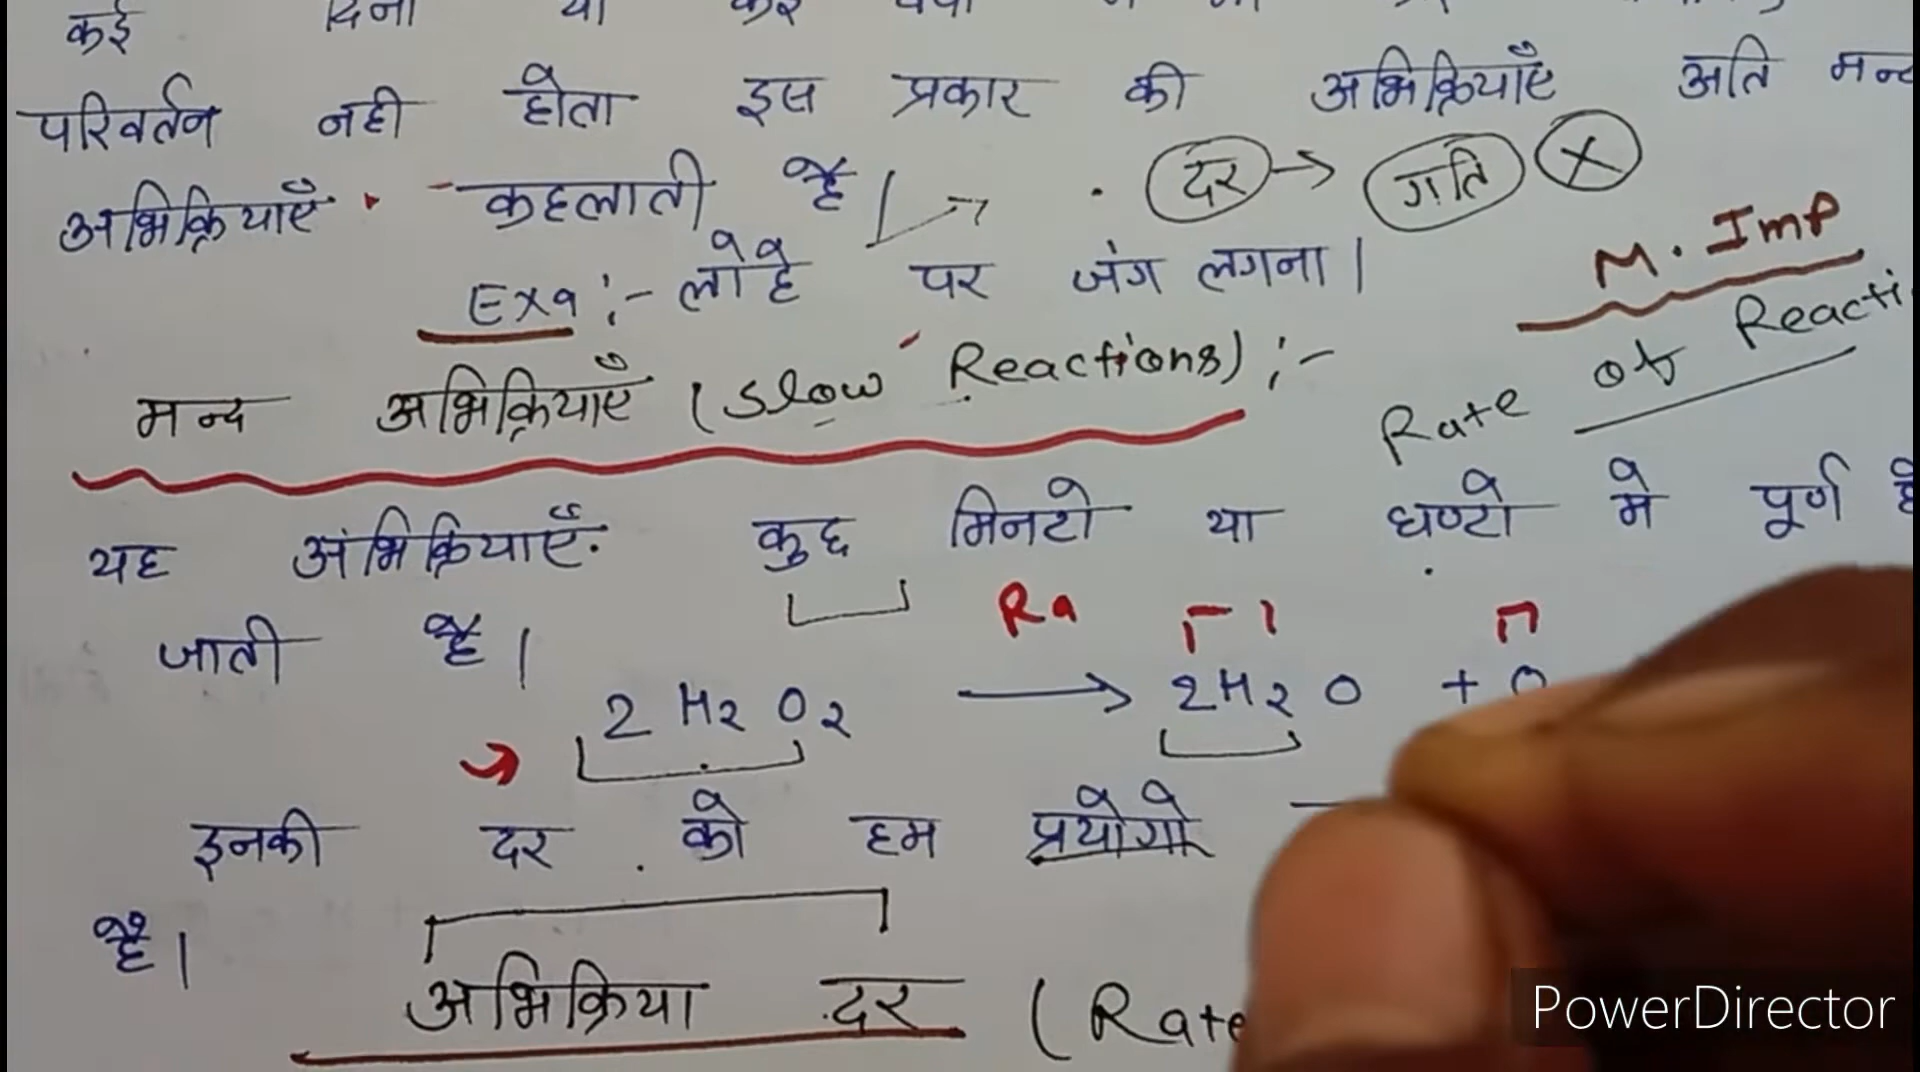 कई दिनो या कई
परिवर्तन नही होता इस प्रकार की अभिक्रियाएँ अति मन्द
अभिक्रियाएँ कहलाती है। दर → गति X
M. Imp
Exa :- लोहे पर जंग लगना।
Rate of Reacti
मन्द अभिक्रियाएँ (Slow Reactions) :-
यह अभिक्रियाएँ कुछ मिनटो या घण्टो मे पूर्ण हो
जाती है।
Ra
2H2O2 → 2H2O + O
इनकी दर को हम प्रयोगो
है।
अभिक्रिया दर (Rate
PowerDirector